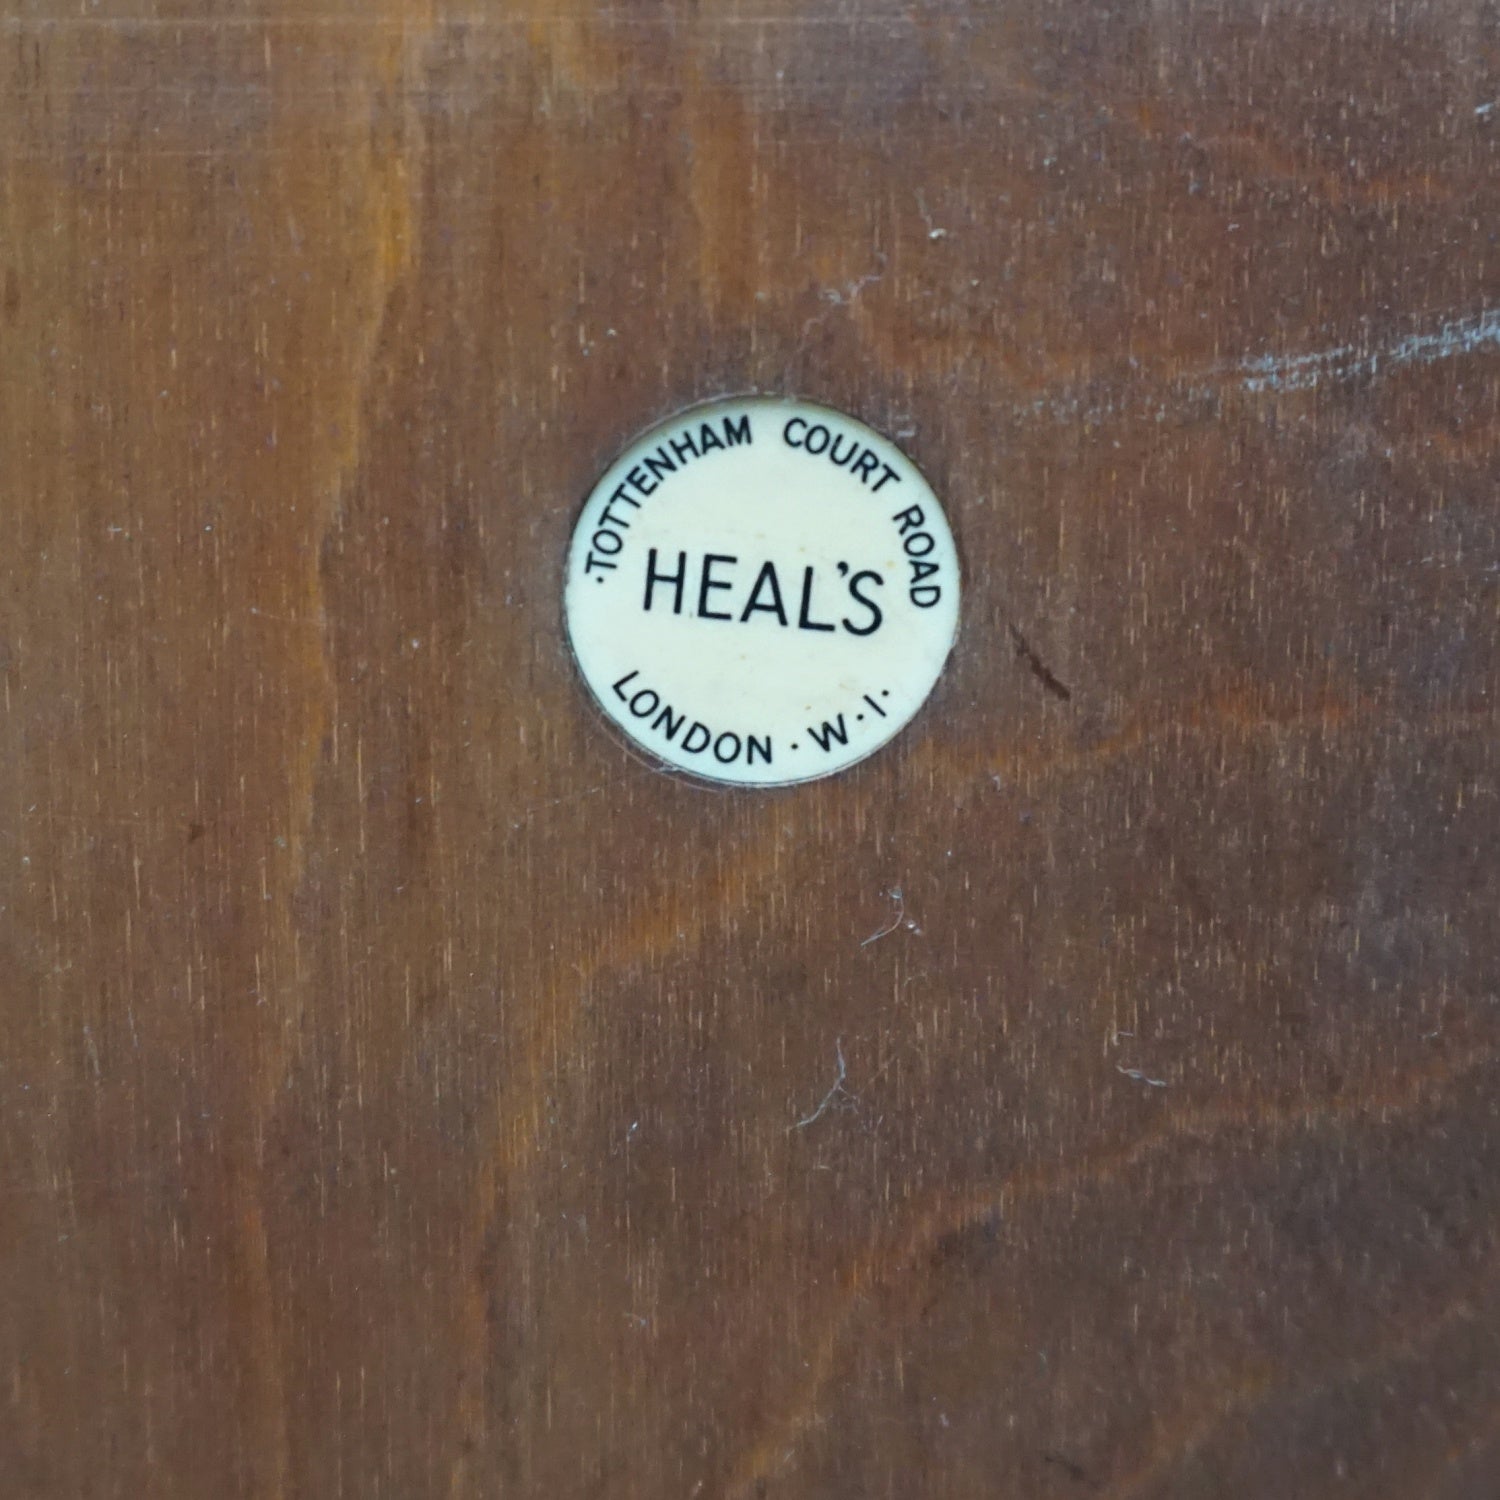 ·TOTTENHAM COURT ROAD
HEAL'S
LONDON · W · I ·